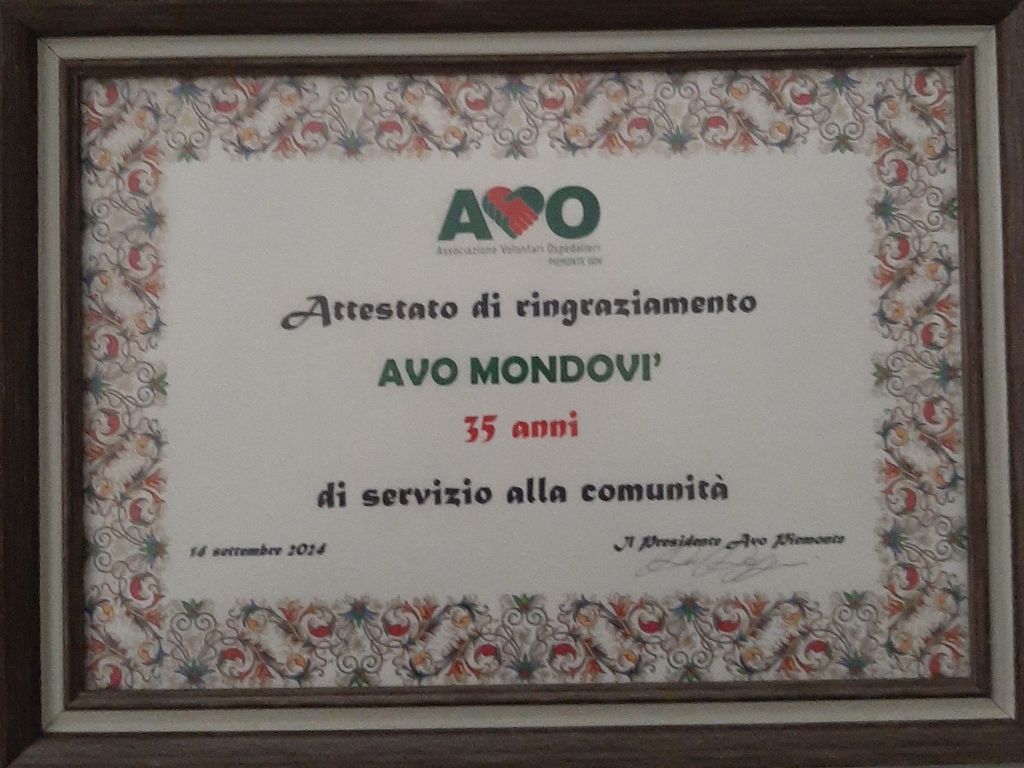 AVO
Associazione Volontari Ospedalieri
PIEMONTE ODV
Attestato di ringraziamento
AVO MONDOVI'
35 anni
di servizio alla comunità
14 settembre 2024
Il Presidente Avo Piemonte